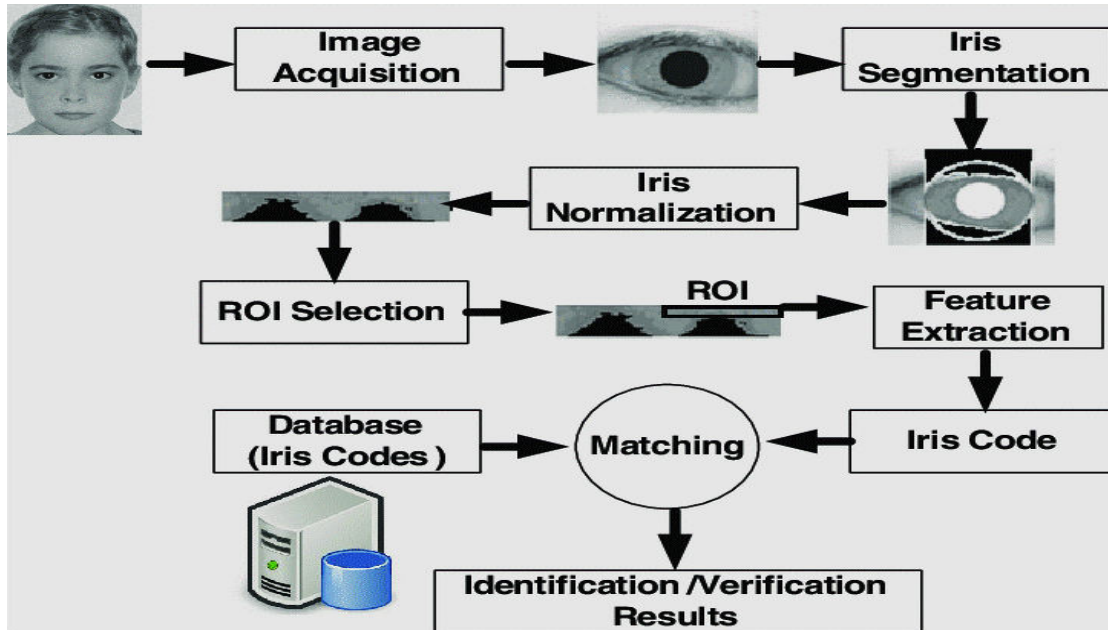 Image
Acquisition
Iris
Segmentation
Iris
Normalization
ROI Selection
ROI
Feature
Extraction
Database
(Iris Codes )
Matching
Iris Code
Identification /Verification
Results